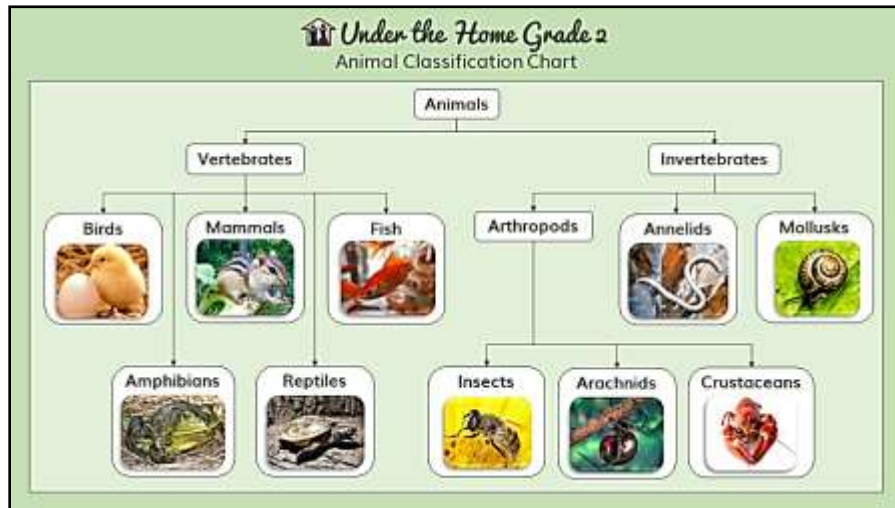 Under the Home Grade 2
Animal Classification Chart
Animals
Vertebrates
Invertebrates
Birds
Mammals
Fish
Arthropods
Annelids
Mollusks
Amphibians
Reptiles
Insects
Arachnids
Crustaceans